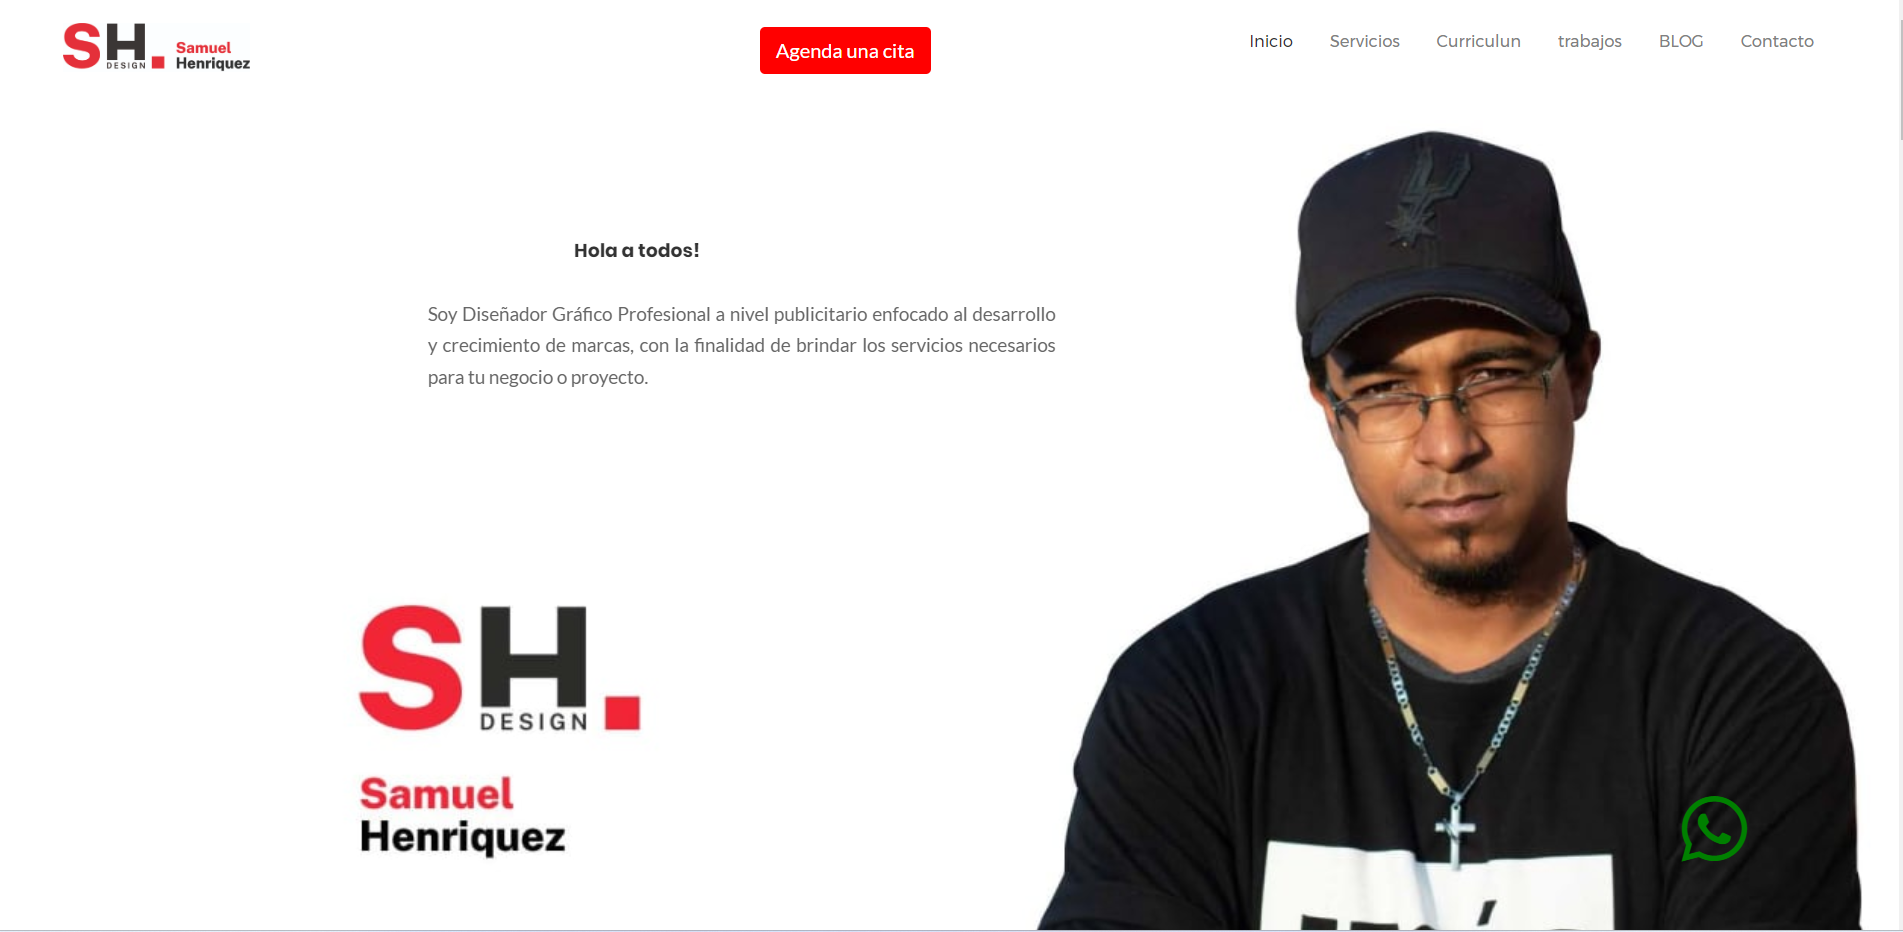 SH.
DESIGN
Samuel
Henriquez
Agenda una cita
Inicio
Servicios
Curriculun
trabajos
BLOG
Contacto
Hola a todos!
Soy Diseñador Gráfico Profesional a nivel publicitario enfocado al desarrollo
y crecimiento de marcas, con la finalidad de brindar los servicios necesarios
para tu negocio o proyecto.
SH.
DESIGN
Samuel
Henriquez